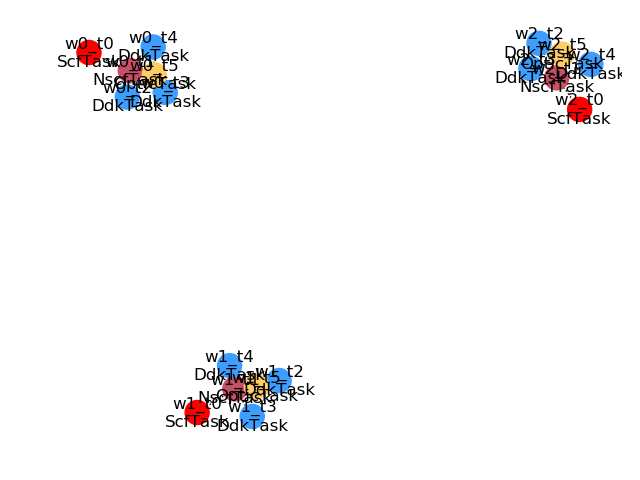 w0_t0
ScfTask
w0_t4
DdkTask
w0_t1
NscfTask
w0_t5
w0_t2
DdkTask
w0_t3
DdkTask
w2_t2
DdkTask
w2_t5
OpticTask
w2_t4
DdkTask
DdkTask
NscfTask
w2_t0
ScfTask
w1_t4
DdkTask
w1_t2
DdkTask
w1_t5
OpticTask
NscfTask
w1_t0
ScfTask
w1_t3
DdkTask